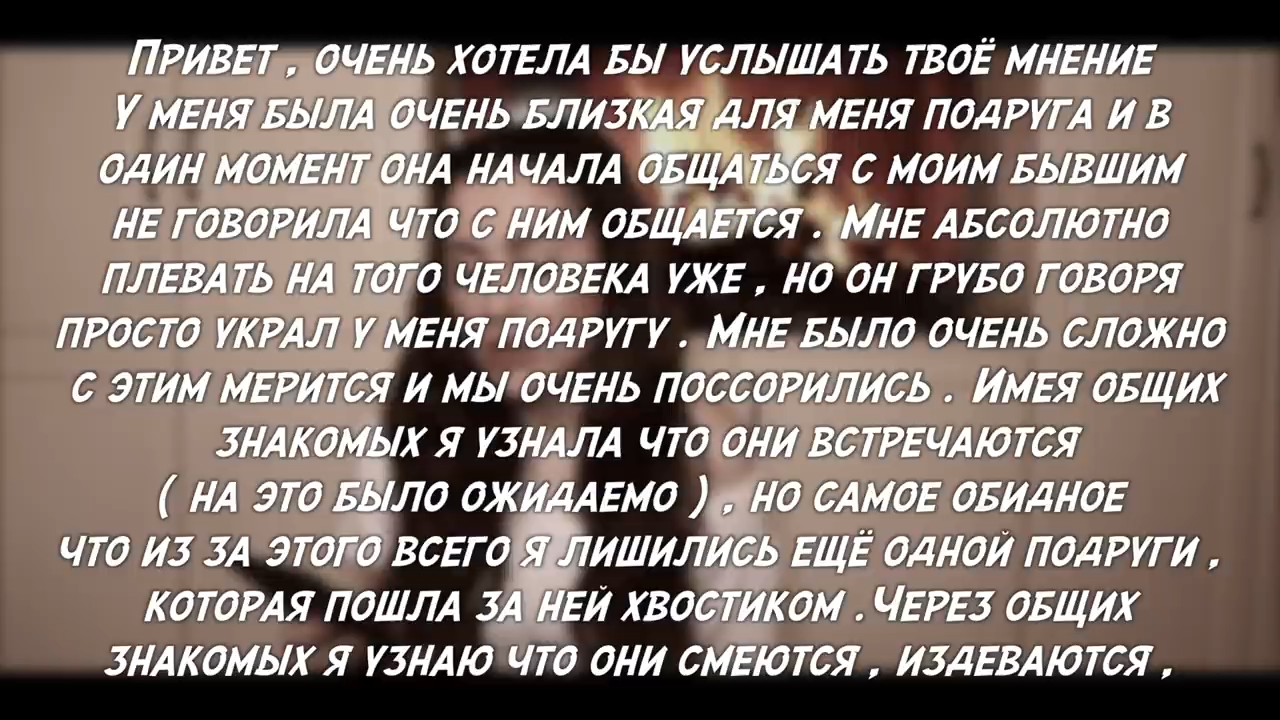 Привет , очень хотела бы услышать твоё мнение
У меня была очень близкая для меня подруга и в
один момент она начала общаться с моим бывшим
не говорила что с ним общается . Мне абсолютно
плевать на того человека уже , но он грубо говоря
просто украл у меня подругу . Мне было очень сложно
с этим мерится и мы очень поссорились . Имея общих
знакомых я узнала что они встречаются
( на это было ожидаемо ) , но самое обидное
что из за этого всего я лишились ещё одной подруги ,
которая пошла за ней хвостиком .Через общих
знакомых я узнаю что они смеются , издеваются ,